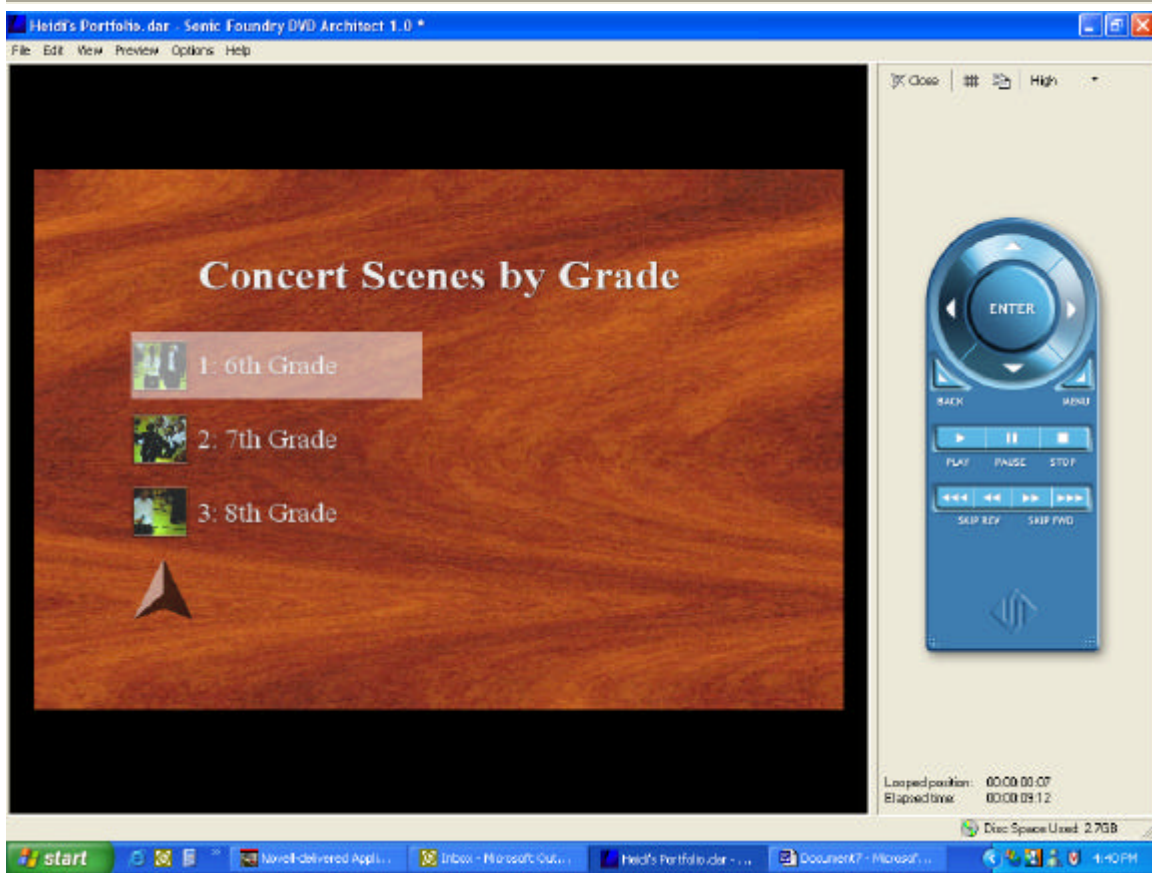 Heidi's Portfolio.dar - Sonic Foundry DVD Architect 1.0 *
File Edit View Preview Options Help
Close High
Concert Scenes by Grade
1: 6th Grade
2: 7th Grade
3: 8th Grade
ENTER
BACK MENU
PLAY PAUSE STOP
SKIP REV SKIP FWD
Looped position: 00:00:00:07
Elapsed time: 00:00:09:12
Disc Space Used: 2.7GB
start Novell-delivered Appli... Inbox - Microsoft Out... Heidi's Portfolio.dar - ... Document7 - Microsof... 4:40 PM